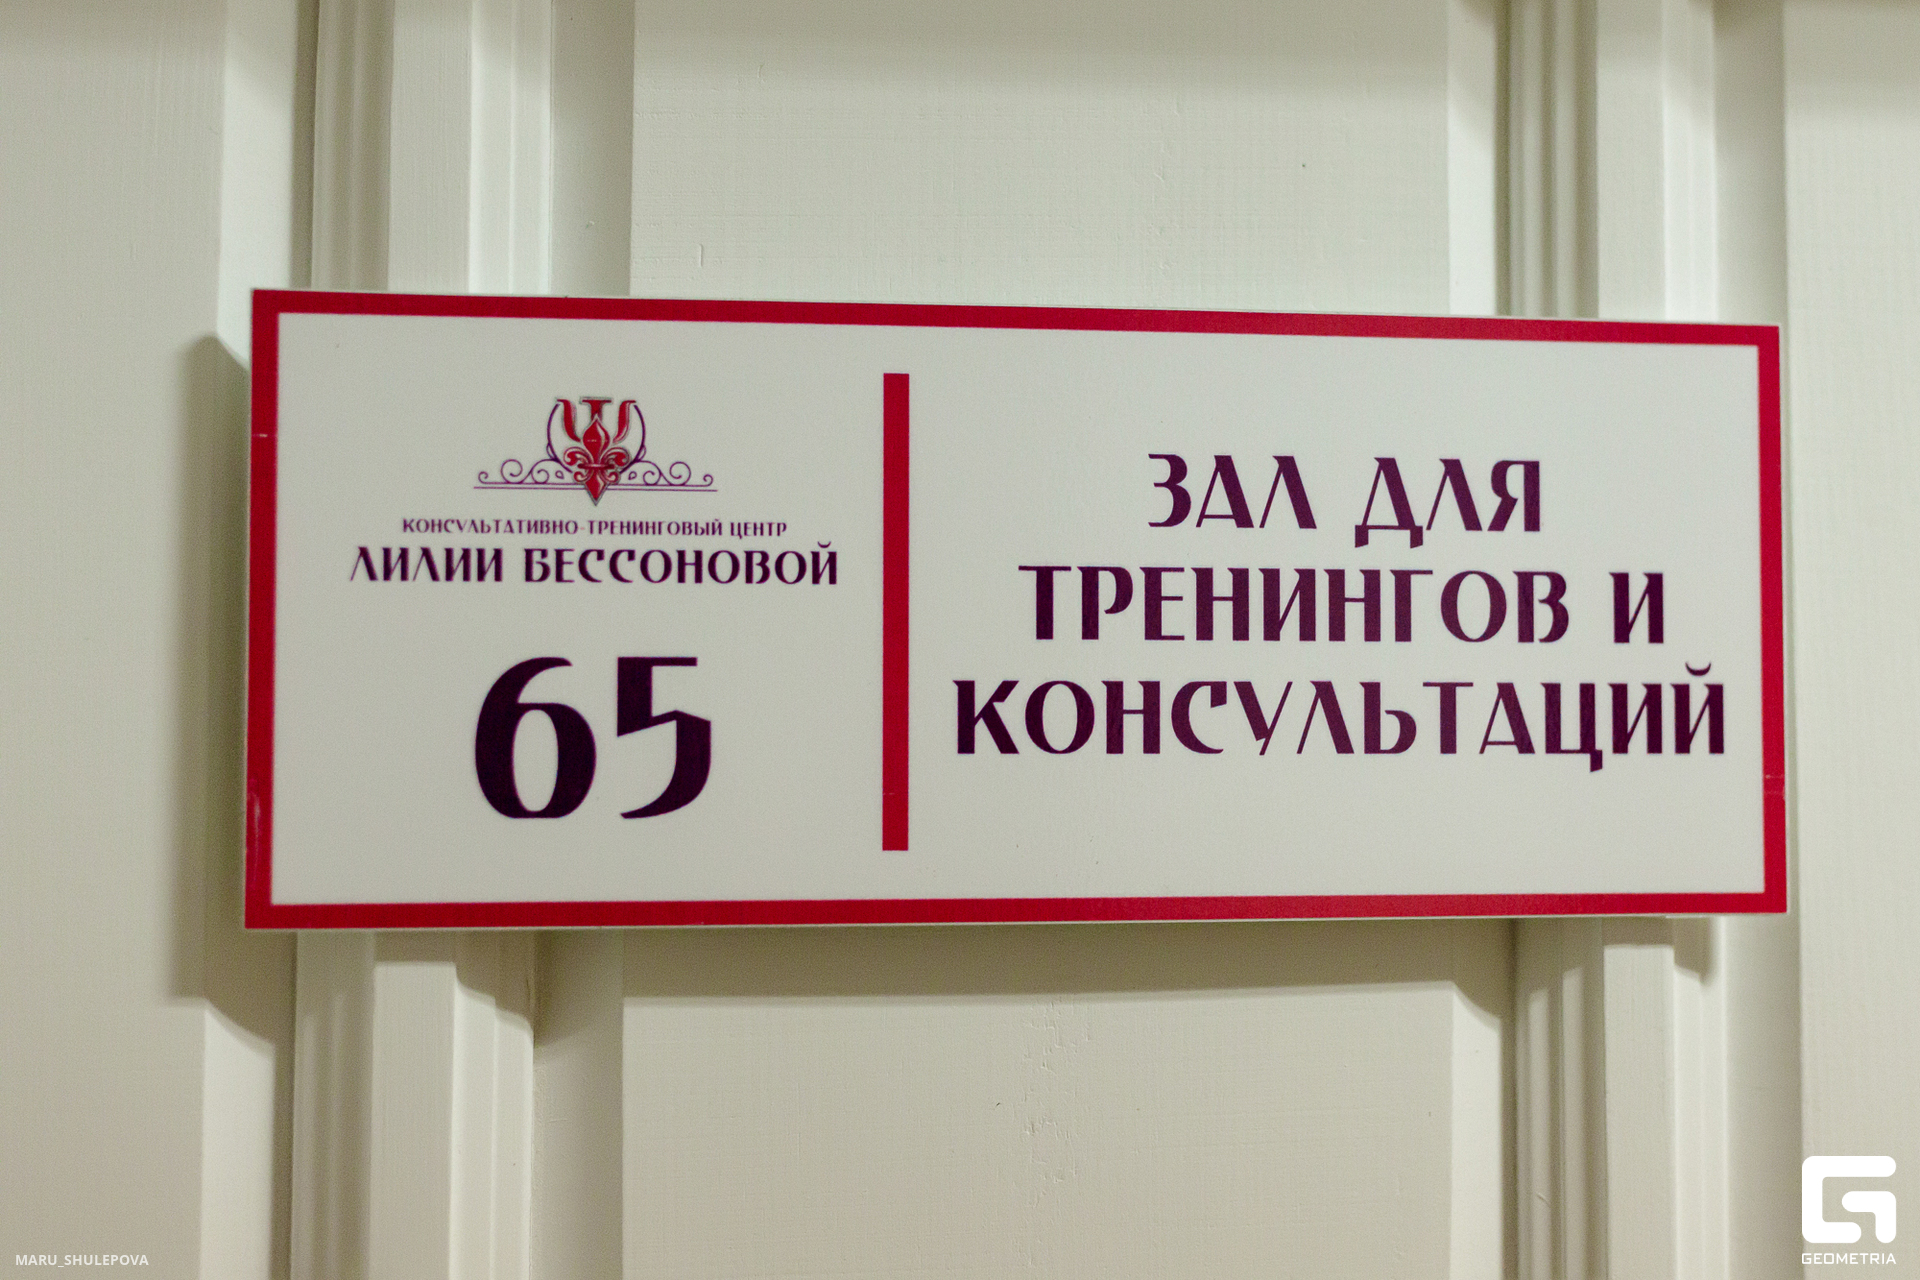 КОНСУЛЬТАТИВНО-ТРЕНИНГОВЫЙ ЦЕНТР
ЛИЛИИ БЕССОНОВОЙ
65
ЗАЛ ДЛЯ
ТРЕНИНГОВ И
КОНСУЛЬТАЦИЙ
MARU_SHULEPOVA
GEOMETRIA